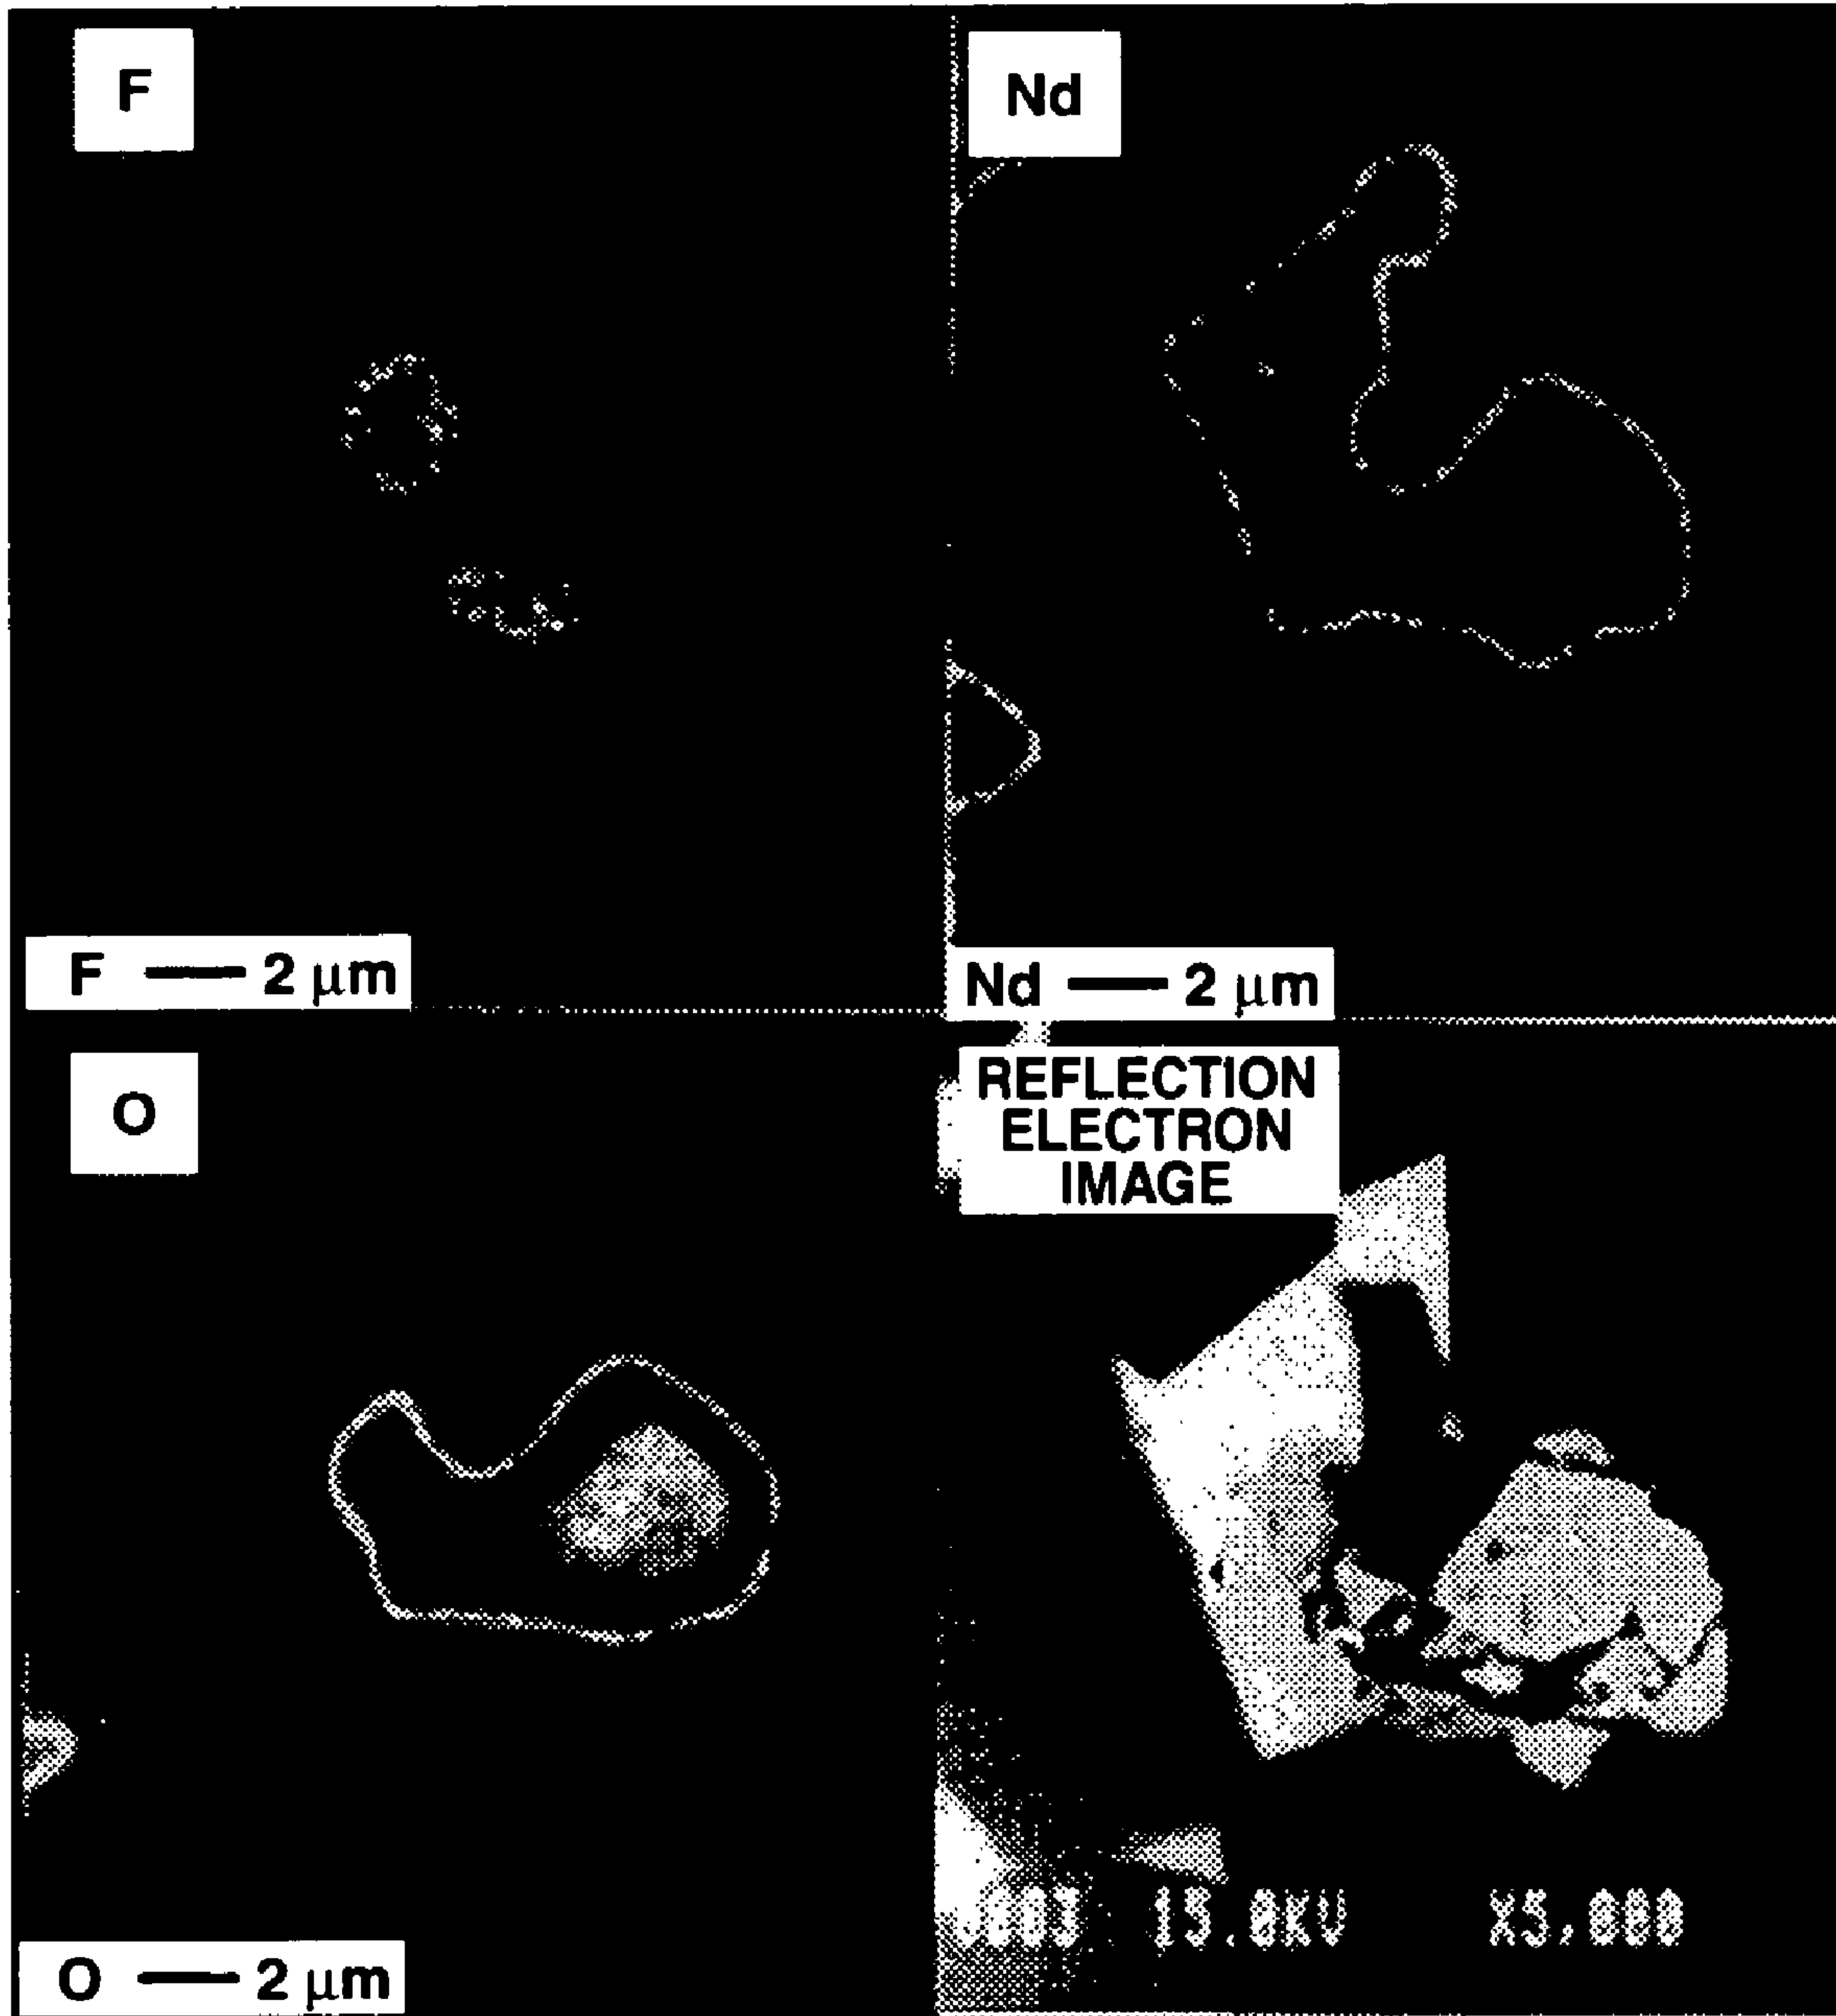 F
Nd
F 2 μm
Nd 2 μm
O
REFLECTION
ELECTRON
IMAGE
15.0KV X5,000
O 2 μm